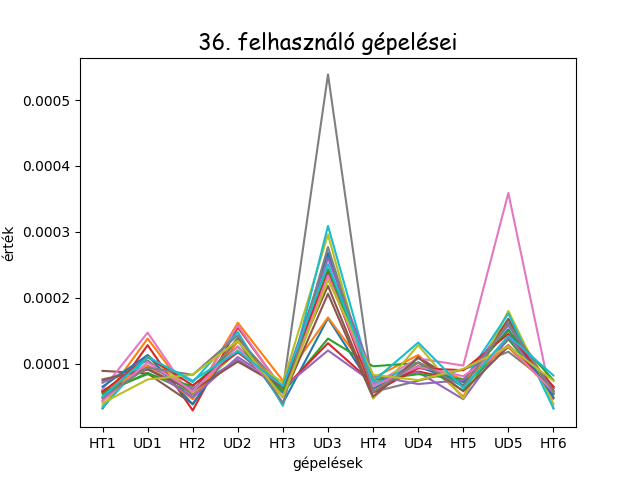 36. felhasználó gépelései
érték
0.0005
0.0004
0.0003
0.0002
0.0001
HT1 UD1 HT2 UD2 HT3 UD3 HT4 UD4 HT5 UD5 HT6
gépelések